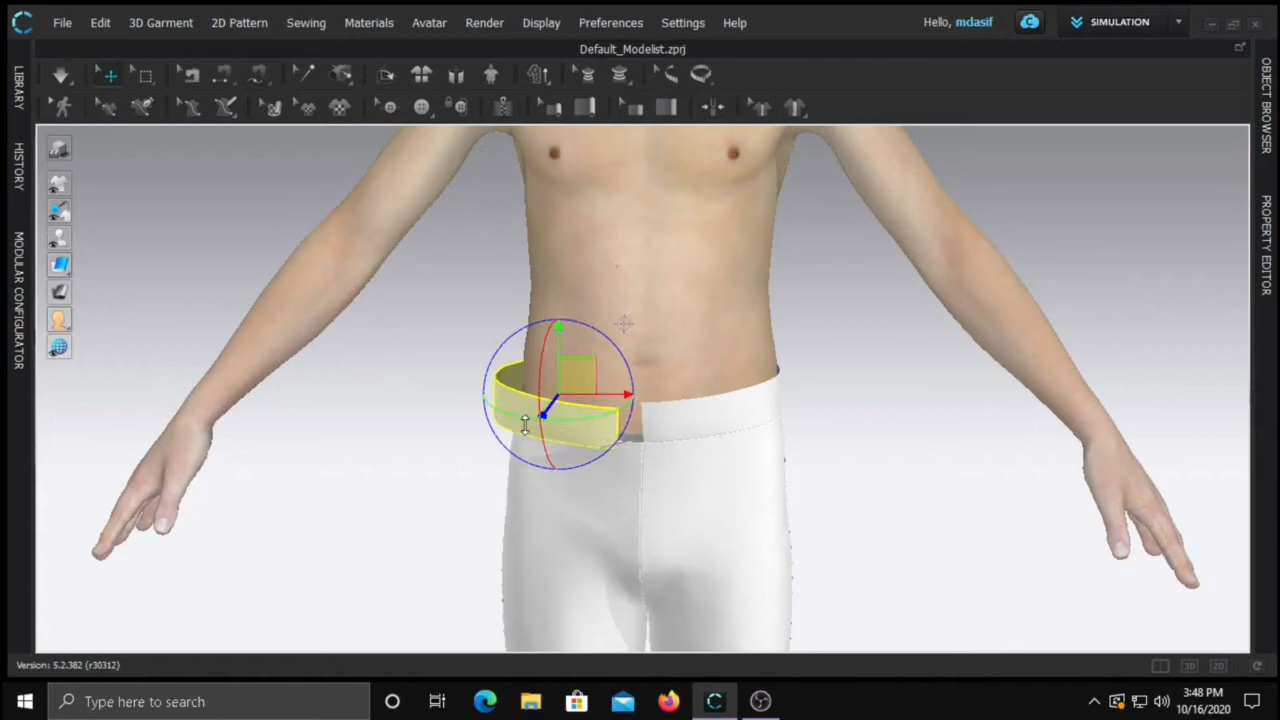 File Edit 3D Garment 2D Pattern Sewing Materials Avatar Render Display Preferences Settings Help Hello, mdasif SIMULATION
Default_Modelist.zprj
LIBRARY
HISTORY
MODULAR CONFIGURATOR
OBJECT BROWSER
PROPERTY EDITOR
Version: 5.2.382 (r30312) 3D 2D
Type here to search
3:48 PM
10/16/2020